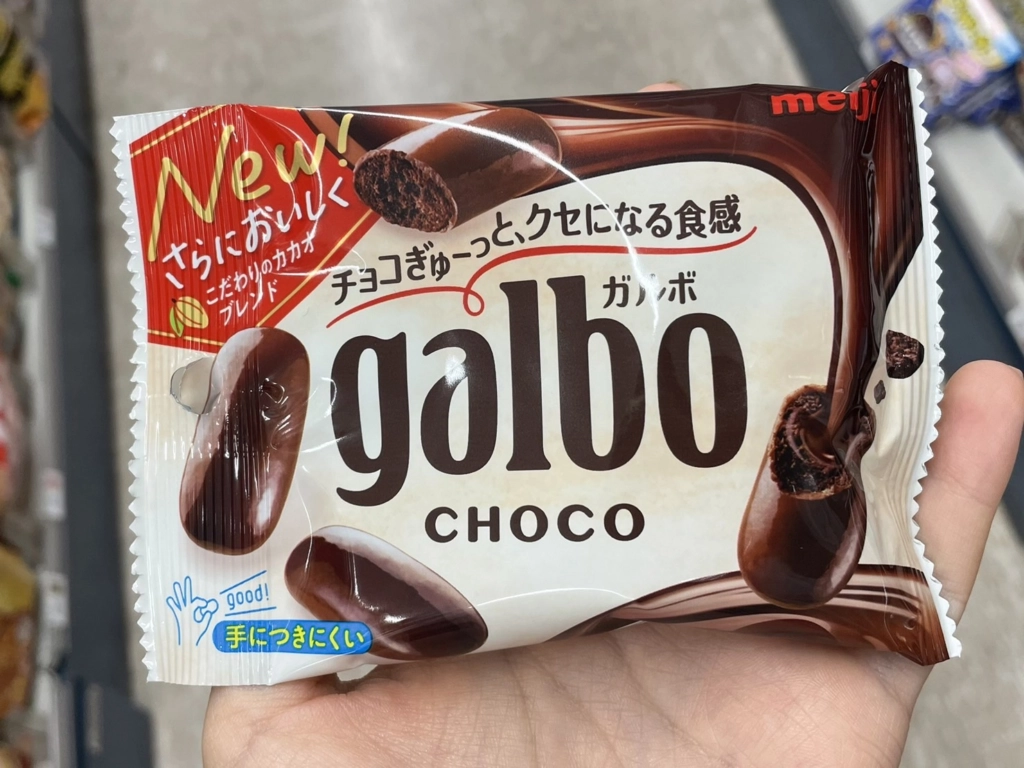 meiji
New!
さらにおいしく
こだわりのカカオ
ブレンド
チョコぎゅーっと、クセになる食感
ガルボ
galbo
CHOCO
good!
手につきにくい